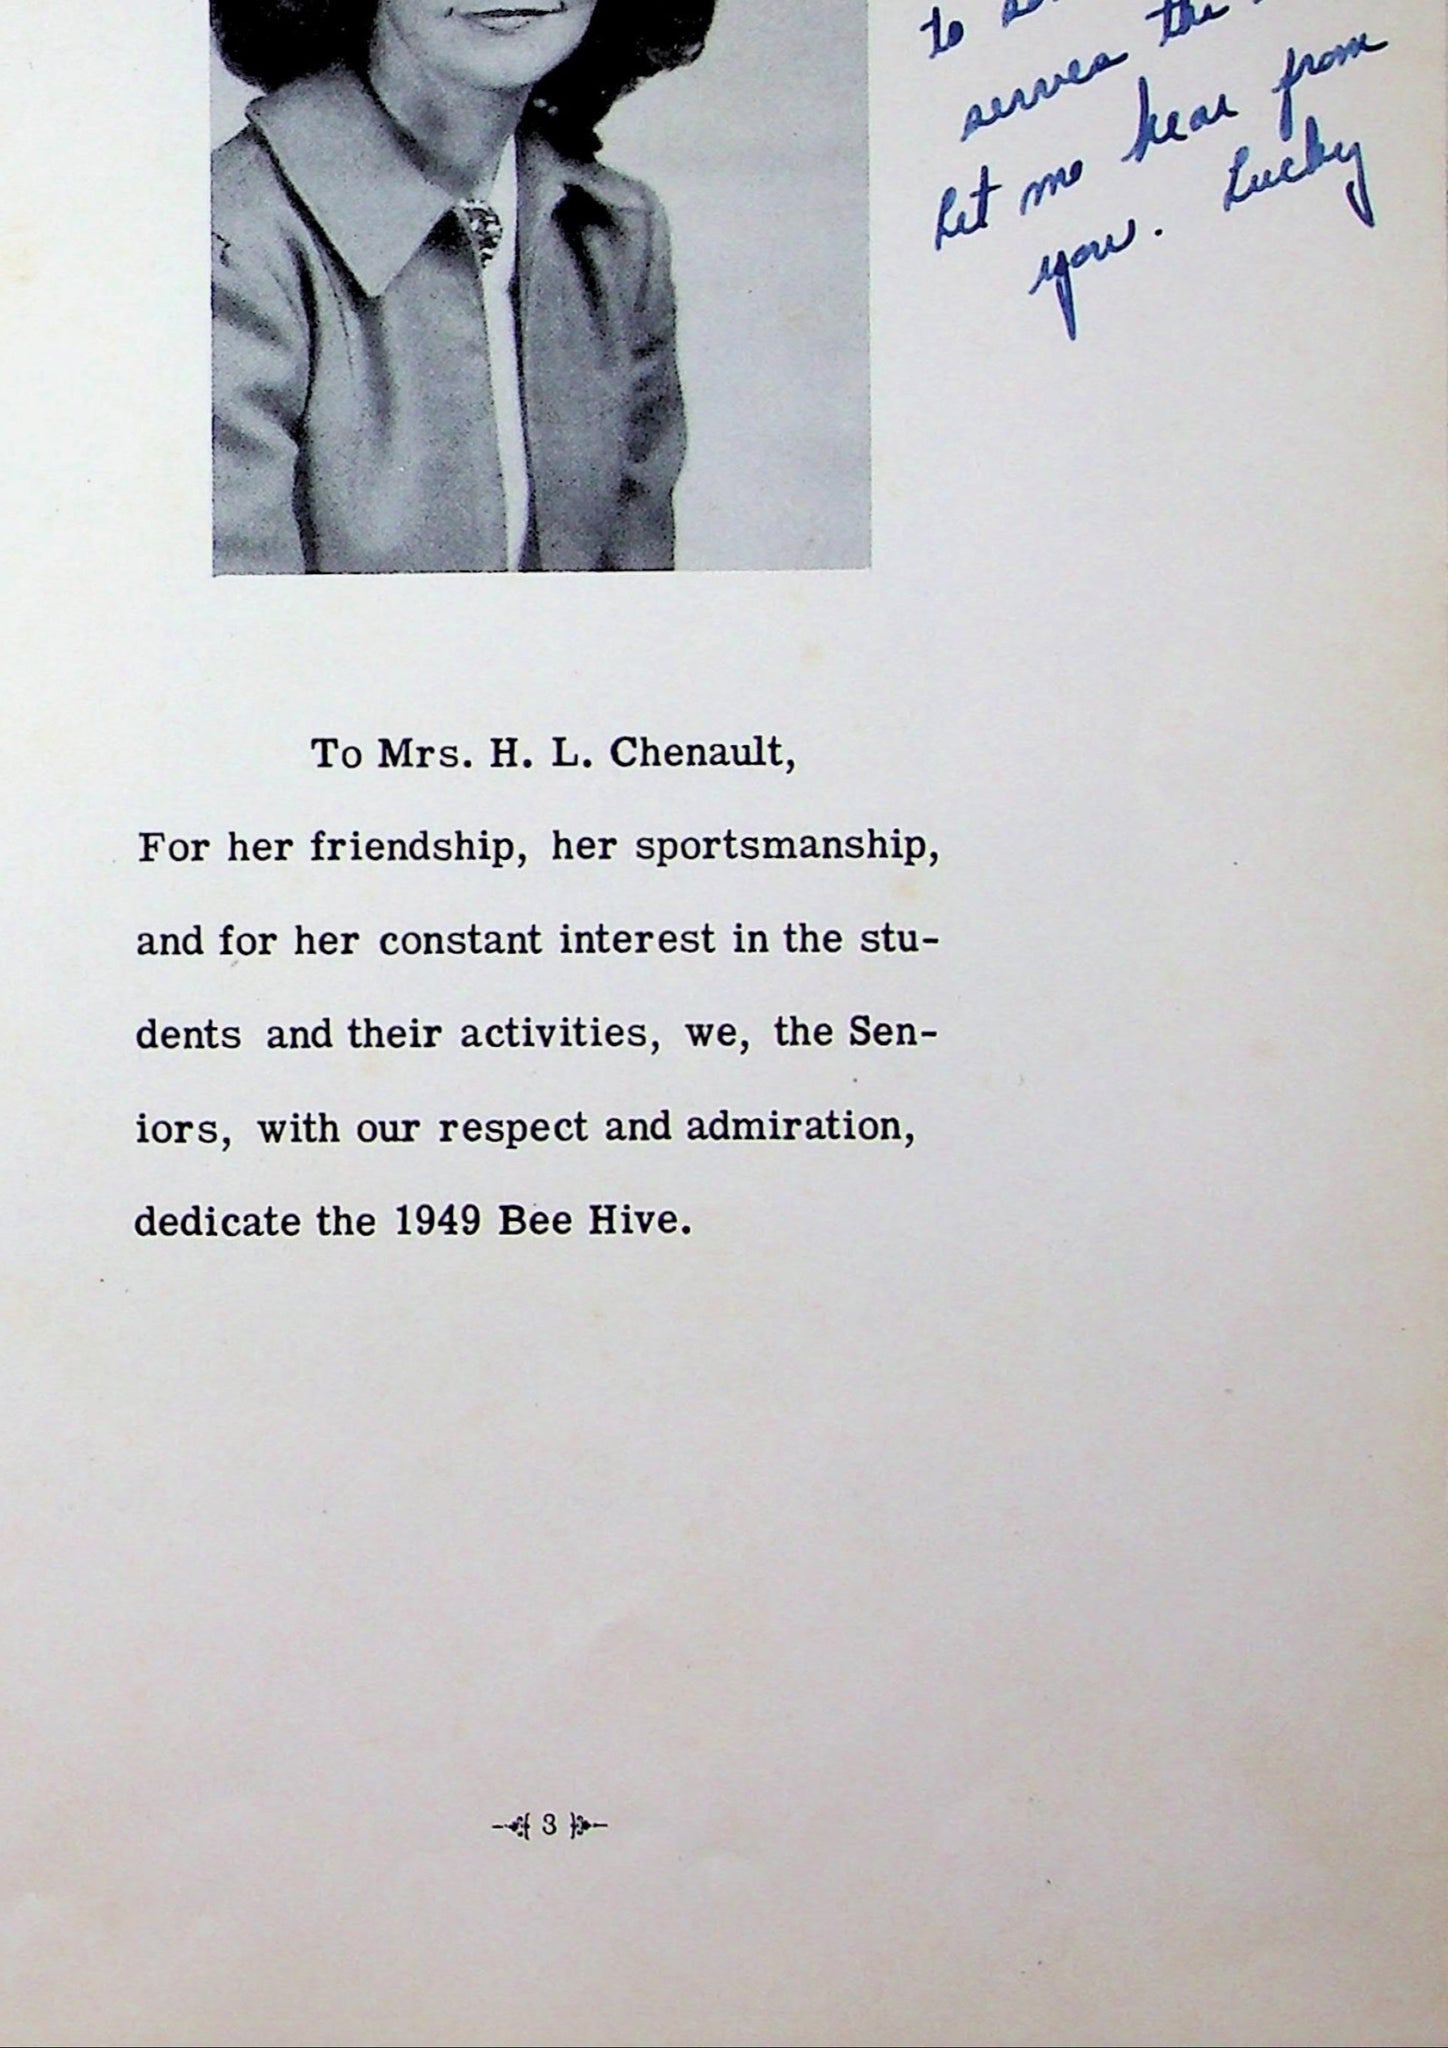 to
serves the
Let me hear from
you. Lucky
To Mrs. H. L. Chenault,
For her friendship, her sportsmanship,
and for her constant interest in the stu-
dents and their activities, we, the Sen-
iors, with our respect and admiration,
dedicate the 1949 Bee Hive.
3